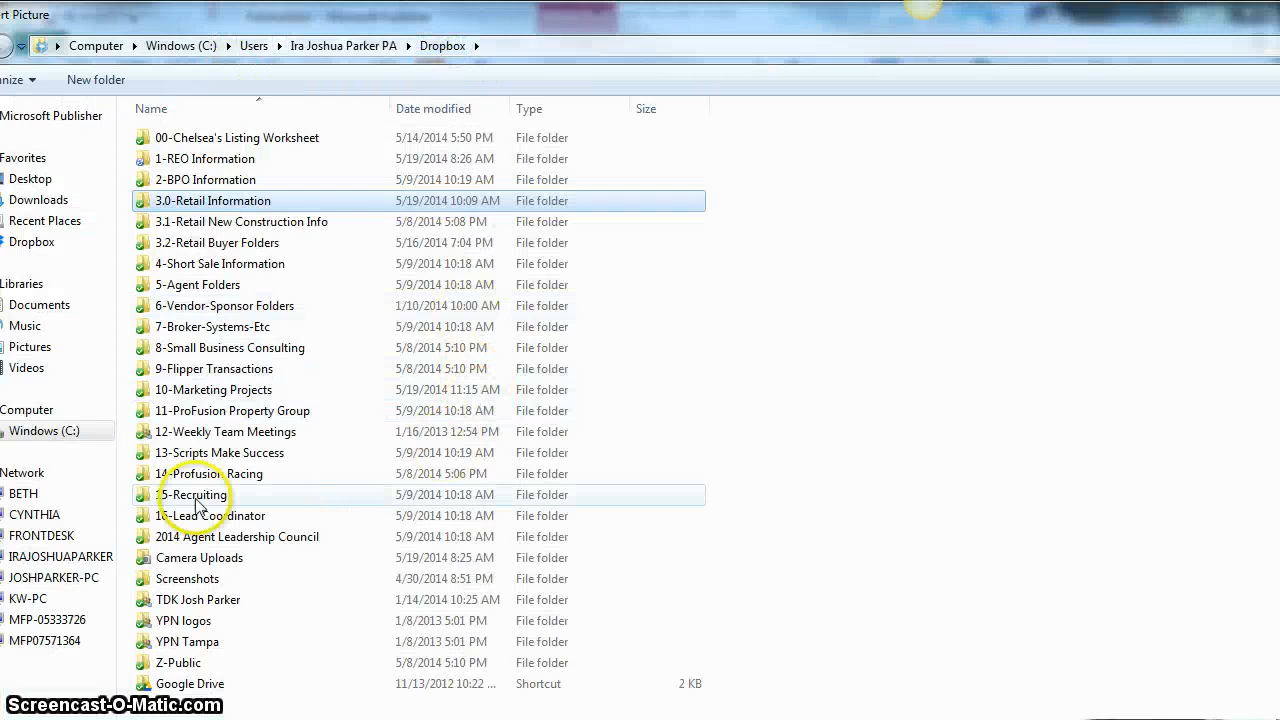 rt Picture
Computer Windows (C:) Users Ira Joshua Parker PA Dropbox
nize New folder
Name Date modified Type Size
Microsoft Publisher
Favorites
Desktop
Downloads
Recent Places
Dropbox
Libraries
Documents
Music
Pictures
Videos
Computer
Windows (C:)
Network
BETH
CYNTHIA
FRONTDESK
IRAJOSHUAPARKER
JOSHPARKER-PC
KW-PC
MFP-05333726
MFP07571364
00-Chelsea's Listing Worksheet 5/14/2014 5:50 PM File folder
1-REO Information 5/19/2014 8:26 AM File folder
2-BPO Information 5/9/2014 10:19 AM File folder
3.0-Retail Information 5/19/2014 10:09 AM File folder
3.1-Retail New Construction Info 5/8/2014 5:08 PM File folder
3.2-Retail Buyer Folders 5/16/2014 7:04 PM File folder
4-Short Sale Information 5/9/2014 10:18 AM File folder
5-Agent Folders 5/9/2014 10:18 AM File folder
6-Vendor-Sponsor Folders 1/10/2014 10:00 AM File folder
7-Broker-Systems-Etc 5/9/2014 10:18 AM File folder
8-Small Business Consulting 5/8/2014 5:10 PM File folder
9-Flipper Transactions 5/8/2014 5:10 PM File folder
10-Marketing Projects 5/19/2014 11:15 AM File folder
11-ProFusion Property Group 5/9/2014 10:18 AM File folder
12-Weekly Team Meetings 1/16/2013 12:54 PM File folder
13-Scripts Make Success 5/9/2014 10:19 AM File folder
14-Profusion Racing 5/8/2014 5:06 PM File folder
15-Recruiting 5/9/2014 10:18 AM File folder
16-Lead Coordinator 5/9/2014 10:18 AM File folder
2014 Agent Leadership Council 5/9/2014 10:18 AM File folder
Camera Uploads 5/19/2014 8:25 AM File folder
Screenshots 4/30/2014 8:51 PM File folder
TDK Josh Parker 1/14/2014 10:25 AM File folder
YPN logos 1/8/2013 5:01 PM File folder
YPN Tampa 1/8/2013 5:01 PM File folder
Z-Public 5/8/2014 5:10 PM File folder
Google Drive 11/13/2012 10:22 ... Shortcut 2 KB
Screencast-O-Matic.com